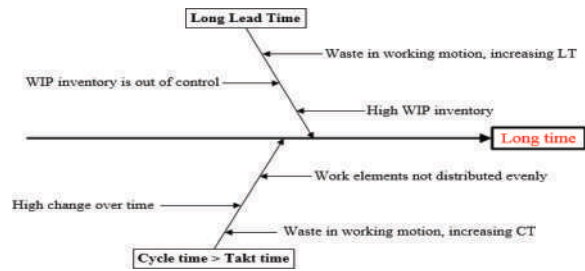 Long Lead Time
Waste in working motion, increasing LT
WIP inventory is out of control
High WIP inventory
Long time
Work elements not distributed evenly
High change over time
Waste in working motion, increasing CT
Cycle time > Takt time